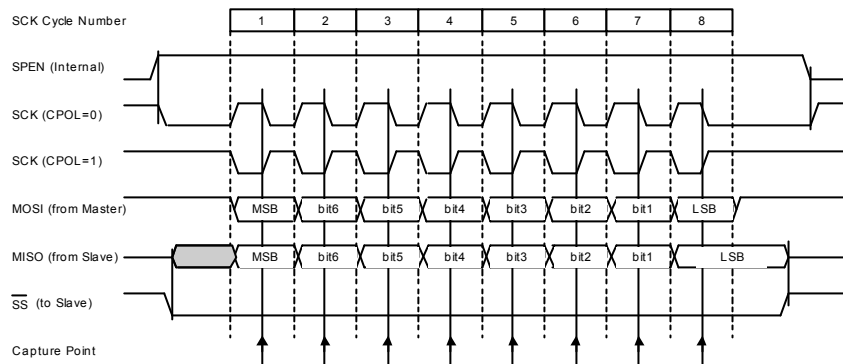 SCK Cycle Number 1 2 3 4 5 6 7 8
SPEN (Internal)
SCK (CPOL=0)
SCK (CPOL=1)
MOSI (from Master) MSB bit6 bit5 bit4 bit3 bit2 bit1 LSB
MISO (from Slave) MSB bit6 bit5 bit4 bit3 bit2 bit1 LSB
SS (to Slave)
Capture Point